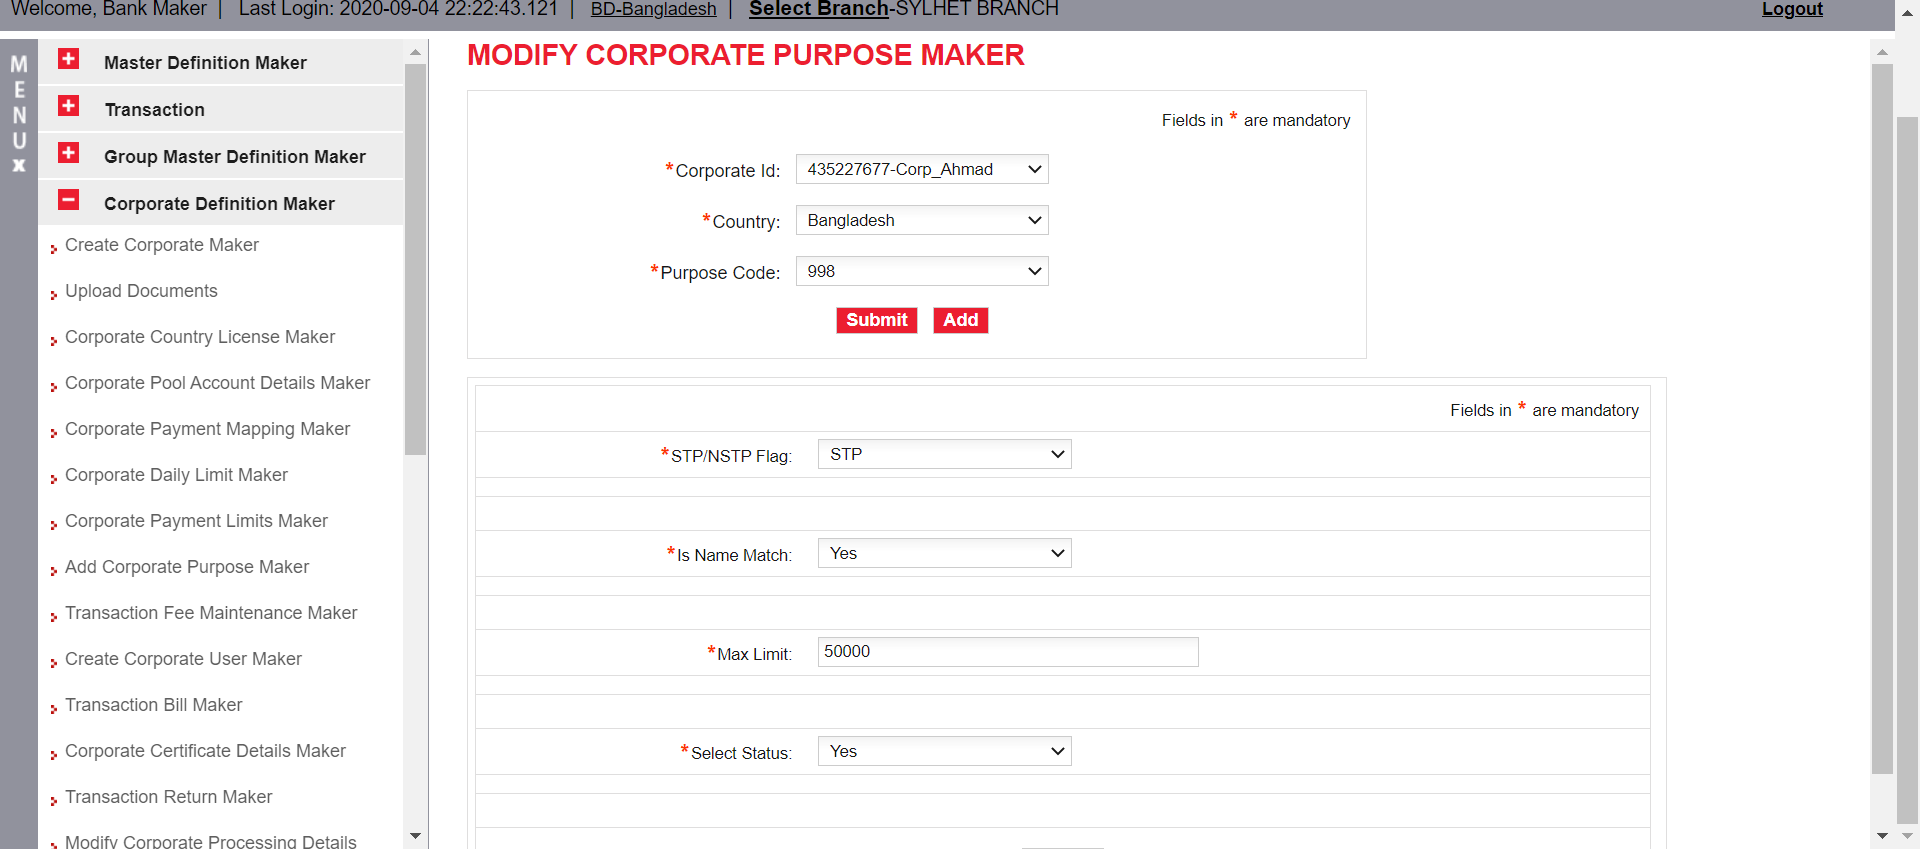 Welcome, Bank Maker | Last Login: 2020-09-04 22:22:43.121 | BD-Bangladesh | Select Branch-SYLHET BRANCH Logout
MENU X
Master Definition Maker
Transaction
Group Master Definition Maker
Corporate Definition Maker
Create Corporate Maker
Upload Documents
Corporate Country License Maker
Corporate Pool Account Details Maker
Corporate Payment Mapping Maker
Corporate Daily Limit Maker
Corporate Payment Limits Maker
Add Corporate Purpose Maker
Transaction Fee Maintenance Maker
Create Corporate User Maker
Transaction Bill Maker
Corporate Certificate Details Maker
Transaction Return Maker
Modify Corporate Processing Details
MODIFY CORPORATE PURPOSE MAKER
Fields in * are mandatory
*Corporate Id: 435227677-Corp_Ahmad
*Country: Bangladesh
*Purpose Code: 998
Submit Add
Fields in * are mandatory
*STP/NSTP Flag: STP
*Is Name Match: Yes
*Max Limit: 50000
*Select Status: Yes